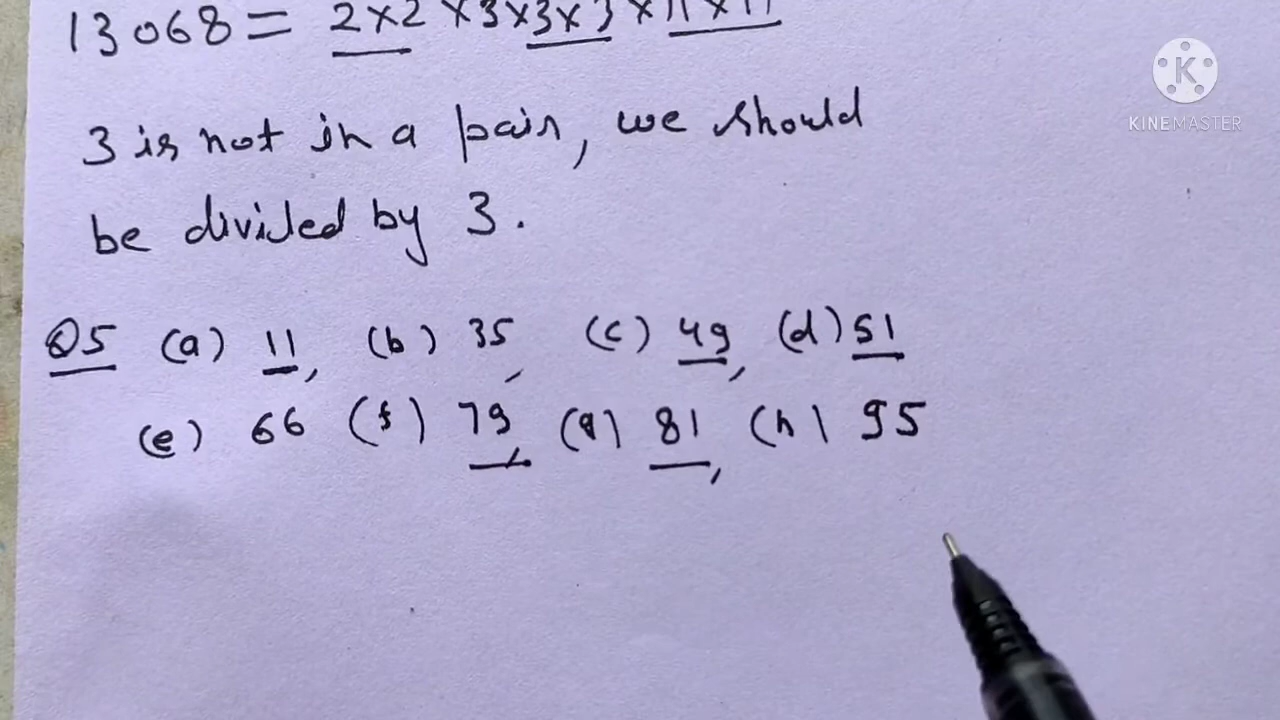 13068 = 2×2×3×3×3×11×11
3 is not in a pair, we should
be divided by 3.
Q5 (a) 11, (b) 35, (c) 49, (d) 51
(e) 66 (f) 79, (g) 81, (h) 95
K
KINEMASTER